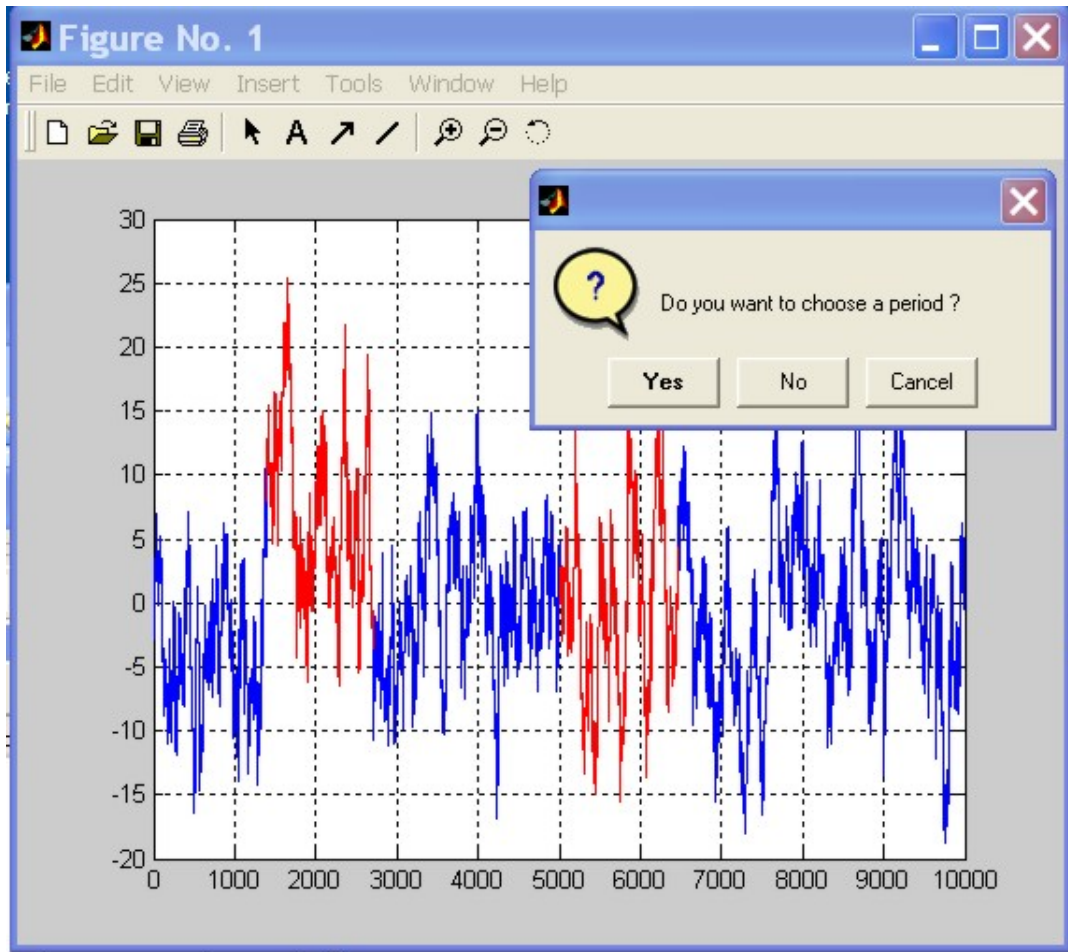 Figure No. 1
File Edit View Insert Tools Window Help
A
?
Do you want to choose a period ?
Yes No Cancel
30
25
20
15
10
5
0
-5
-10
-15
-20
0 1000 2000 3000 4000 5000 6000 7000 8000 9000 10000